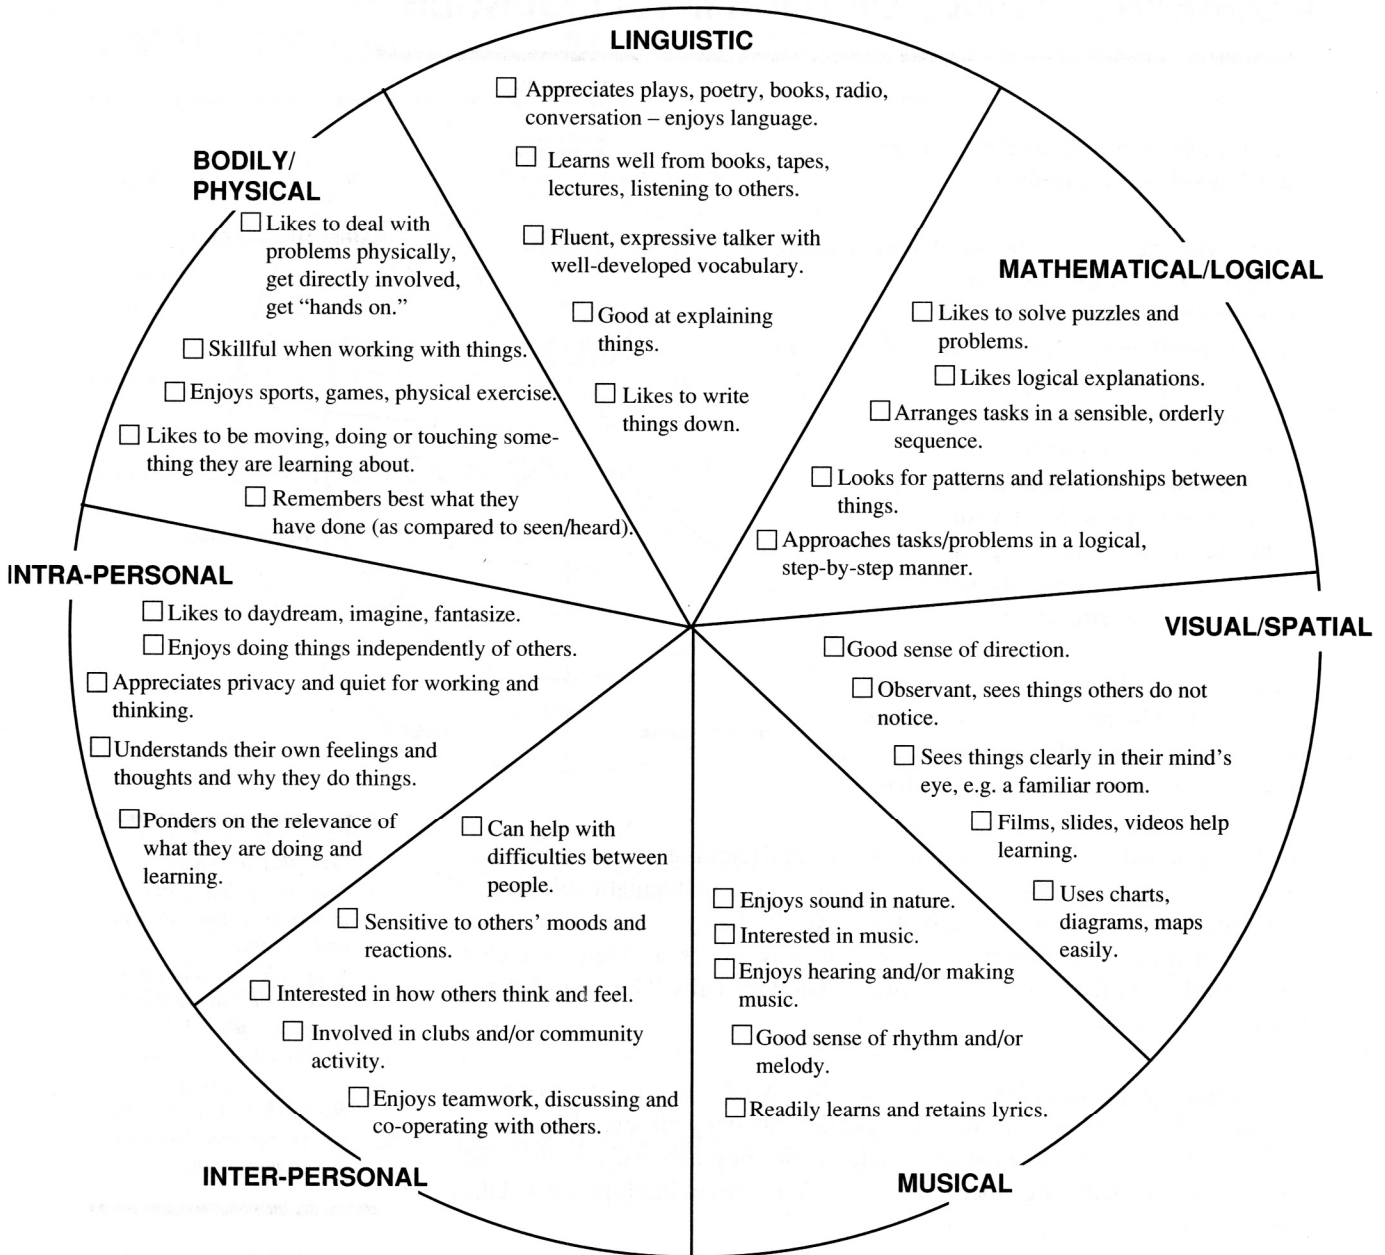 LINGUISTIC
Appreciates plays, poetry, books, radio,
conversation – enjoys language.
Learns well from books, tapes,
lectures, listening to others.
Fluent, expressive talker with
well-developed vocabulary.
Good at explaining
things.
Likes to write
things down.
MATHEMATICAL/LOGICAL
Likes to solve puzzles and
problems.
Likes logical explanations.
Arranges tasks in a sensible, orderly
sequence.
Looks for patterns and relationships between
things.
Approaches tasks/problems in a logical,
step-by-step manner.
VISUAL/SPATIAL
Good sense of direction.
Observant, sees things others do not
notice.
Sees things clearly in their mind's
eye, e.g. a familiar room.
Films, slides, videos help
learning.
Uses charts,
diagrams, maps
easily.
MUSICAL
Enjoys sound in nature.
Interested in music.
Enjoys hearing and/or making
music.
Good sense of rhythm and/or
melody.
Readily learns and retains lyrics.
INTER-PERSONAL
Can help with
difficulties between
people.
Sensitive to others' moods and
reactions.
Interested in how others think and feel.
Involved in clubs and/or community
activity.
Enjoys teamwork, discussing and
co-operating with others.
INTRA-PERSONAL
Likes to daydream, imagine, fantasize.
Enjoys doing things independently of others.
Appreciates privacy and quiet for working and
thinking.
Understands their own feelings and
thoughts and why they do things.
Ponders on the relevance of
what they are doing and
learning.
BODILY/
PHYSICAL
Likes to deal with
problems physically,
get directly involved,
get “hands on.”
Skillful when working with things.
Enjoys sports, games, physical exercise.
Likes to be moving, doing or touching some-
thing they are learning about.
Remembers best what they
have done (as compared to seen/heard).